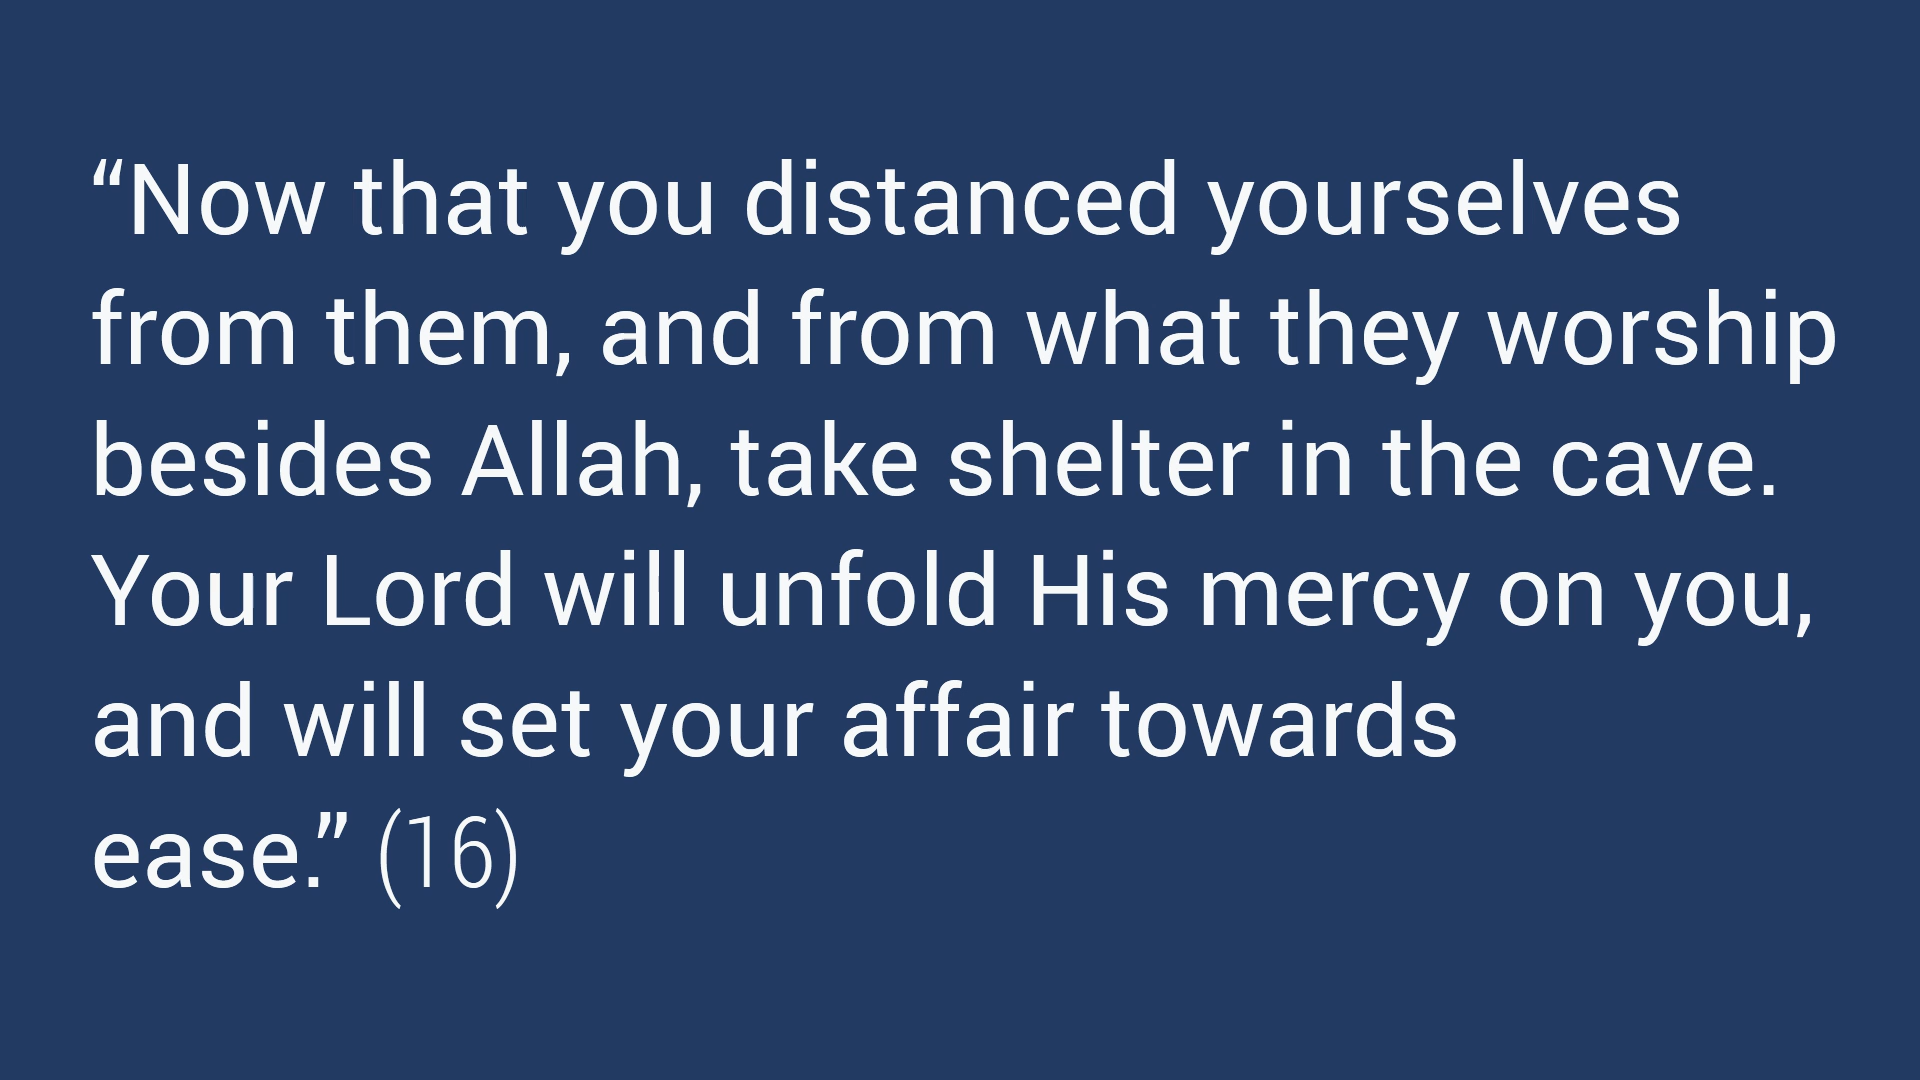 “Now that you distanced yourselves
from them, and from what they worship
besides Allah, take shelter in the cave.
Your Lord will unfold His mercy on you,
and will set your affair towards
ease.” (16)